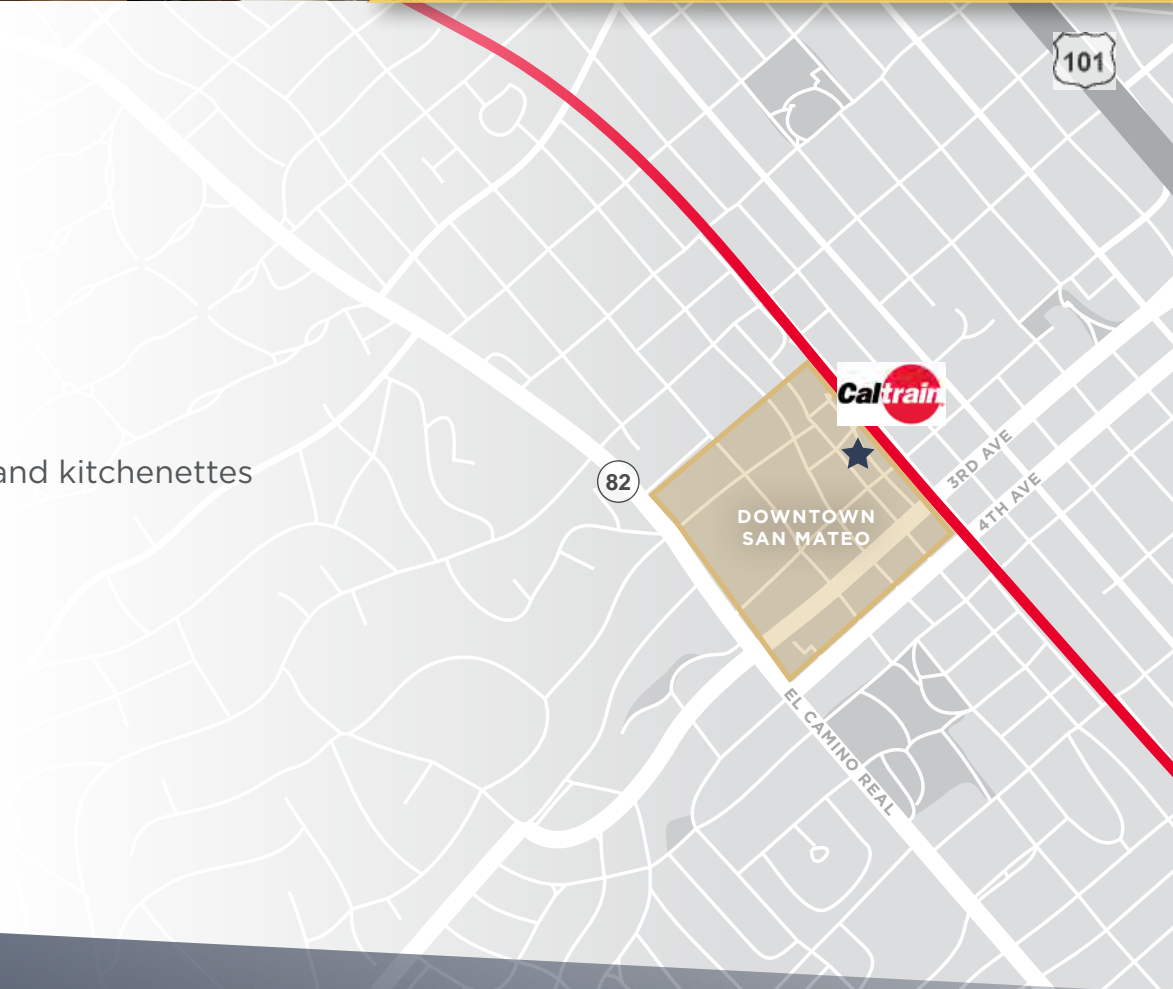 101
Caltrain
3RD AVE
and kitchenettes
82
4TH AVE
DOWNTOWN
SAN MATEO
EL CAMINO REAL